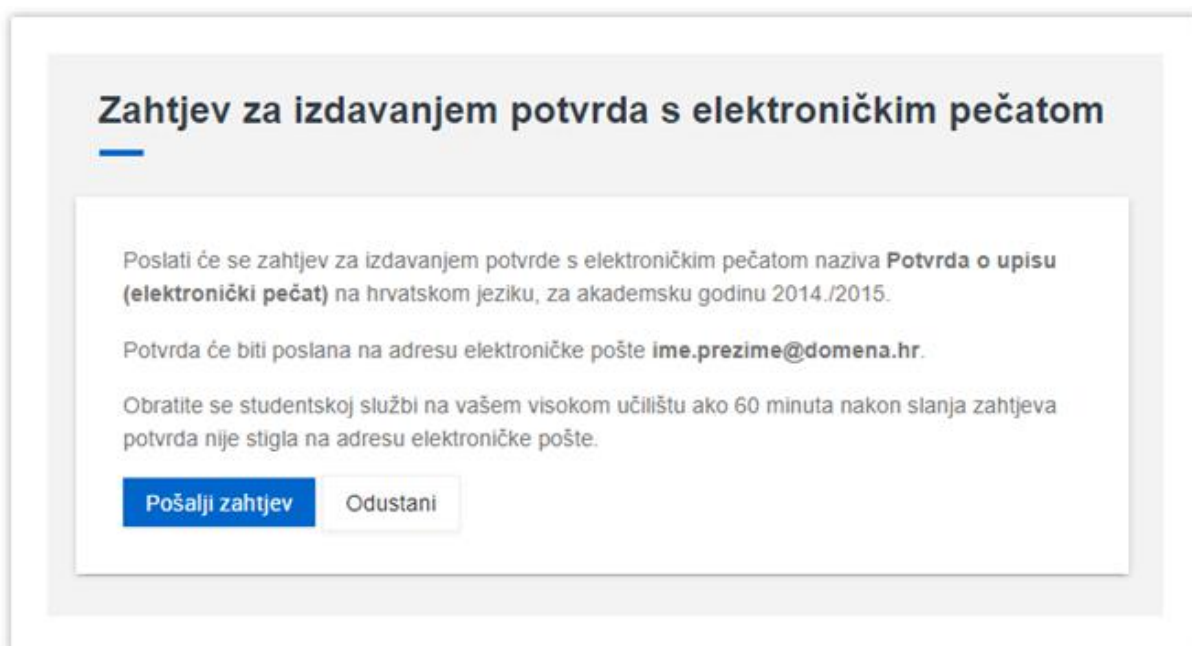 Zahtjev za izdavanjem potvrda s elektroničkim pečatom
Poslati će se zahtjev za izdavanjem potvrde s elektroničkim pečatom naziva Potvrda o upisu
(elektronički pečat) na hrvatskom jeziku, za akademsku godinu 2014./2015.
Potvrda će biti poslana na adresu elektroničke pošte ime.prezime@domena.hr.
Obratite se studentskoj službi na vašem visokom učilištu ako 60 minuta nakon slanja zahtjeva
potvrda nije stigla na adresu elektroničke pošte.
Pošalji zahtjev Odustani